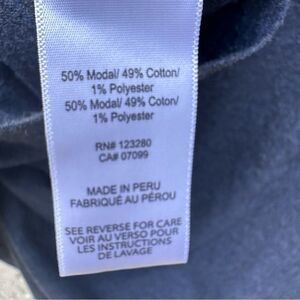 50% Modal/ 49% Cotton/
1% Polyester
50% Modal/ 49% Coton/
1% Polyester
RN# 123280
CA# 07099
MADE IN PERU
FABRIQUÉ AU PÉROU
SEE REVERSE FOR CARE
VOIR AU VERSO POUR
LES INSTRUCTIONS
DE LAVAGE